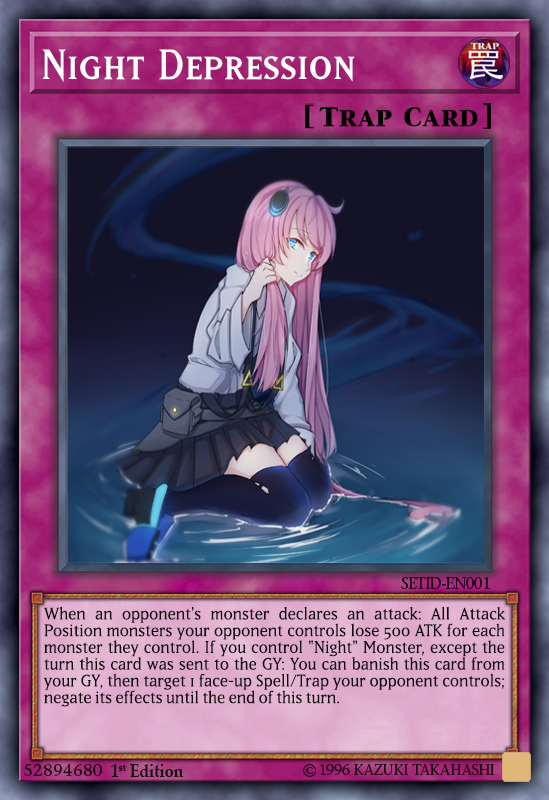 Night Depression
TRAP
罠
[Trap Card]
SETID-EN001
When an opponent's monster declares an attack: All Attack
Position monsters your opponent controls lose 500 ATK for each
monster they control. If you control "Night" Monster, except the
turn this card was sent to the GY: You can banish this card from
your GY, then target 1 face-up Spell/Trap your opponent controls;
negate its effects until the end of this turn.
52894680 1st Edition © 1996 KAZUKI TAKAHASHI